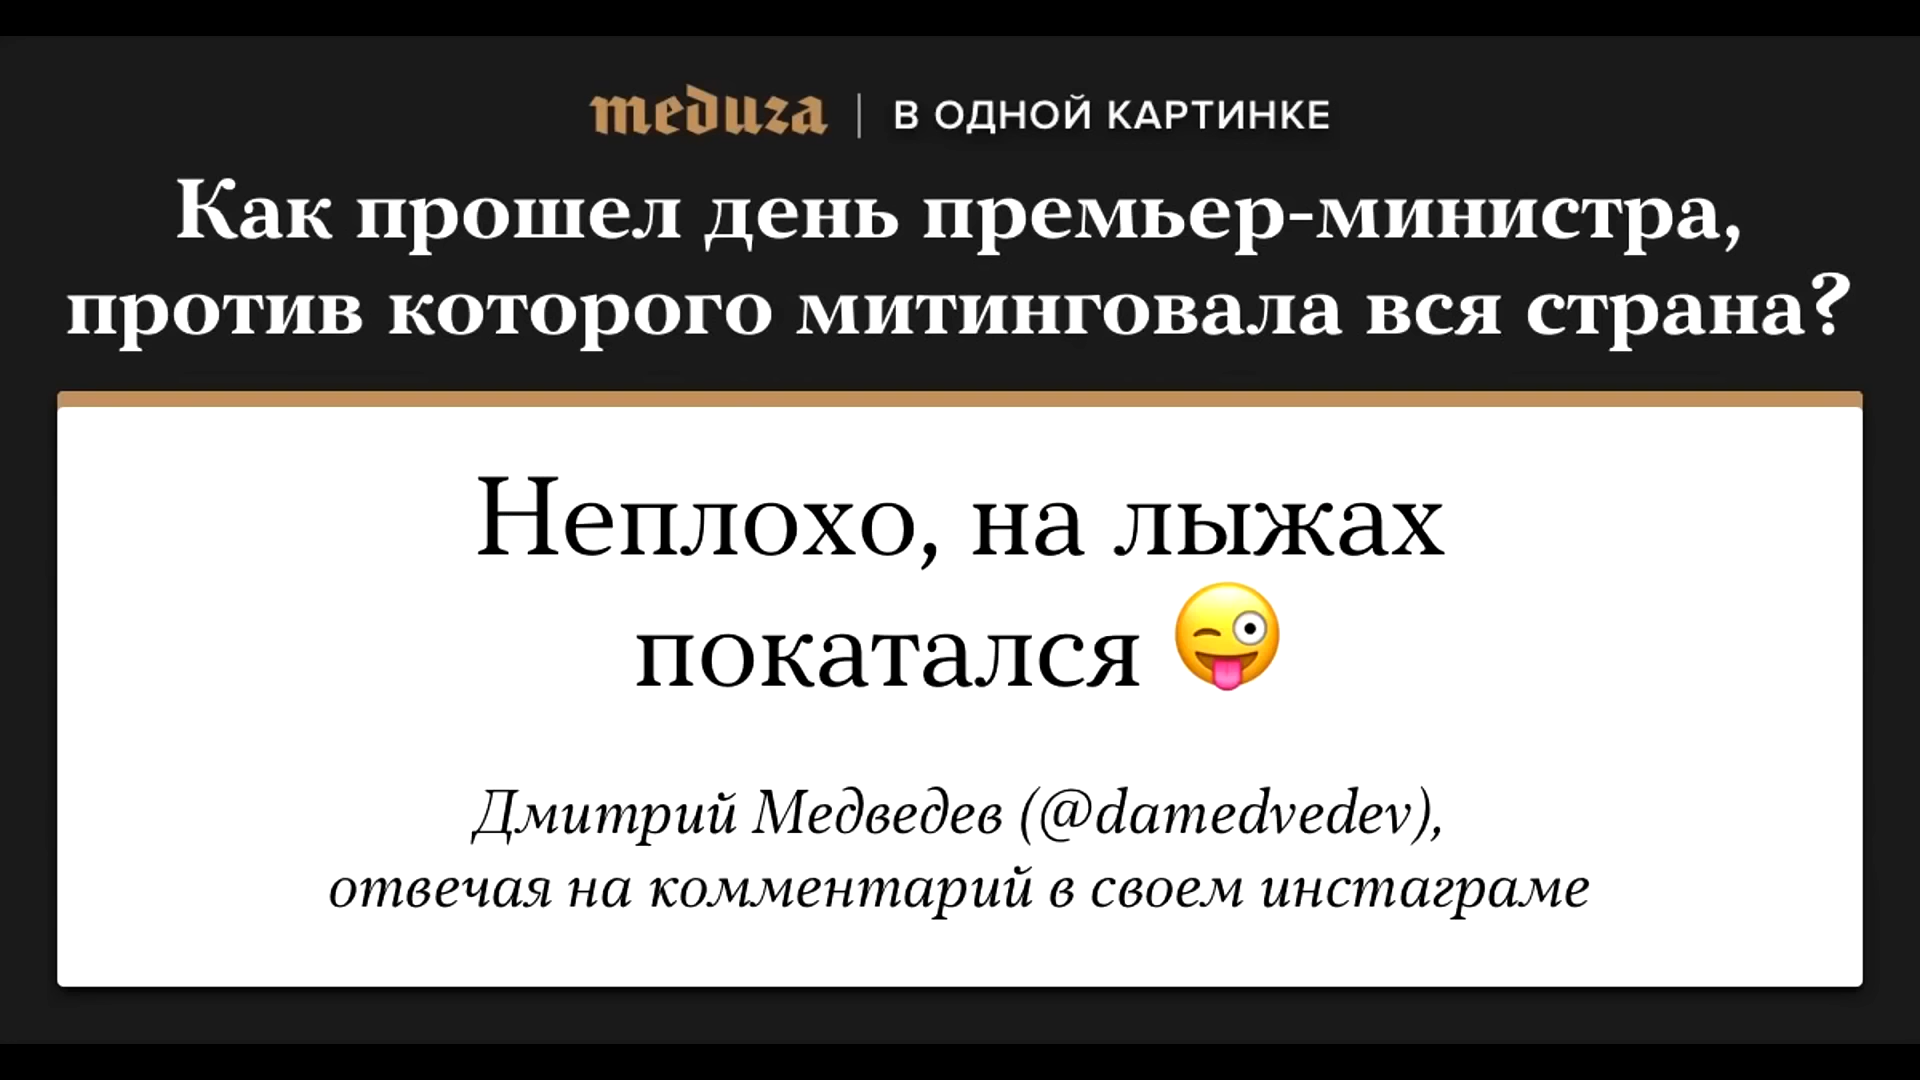 meduza | В ОДНОЙ КАРТИНКЕ
Как прошел день премьер-министра,
против которого митинговала вся страна?
Неплохо, на лыжах
покатался 😜
Дмитрий Медведев (@damedvedev),
отвечая на комментарий в своем инстаграме